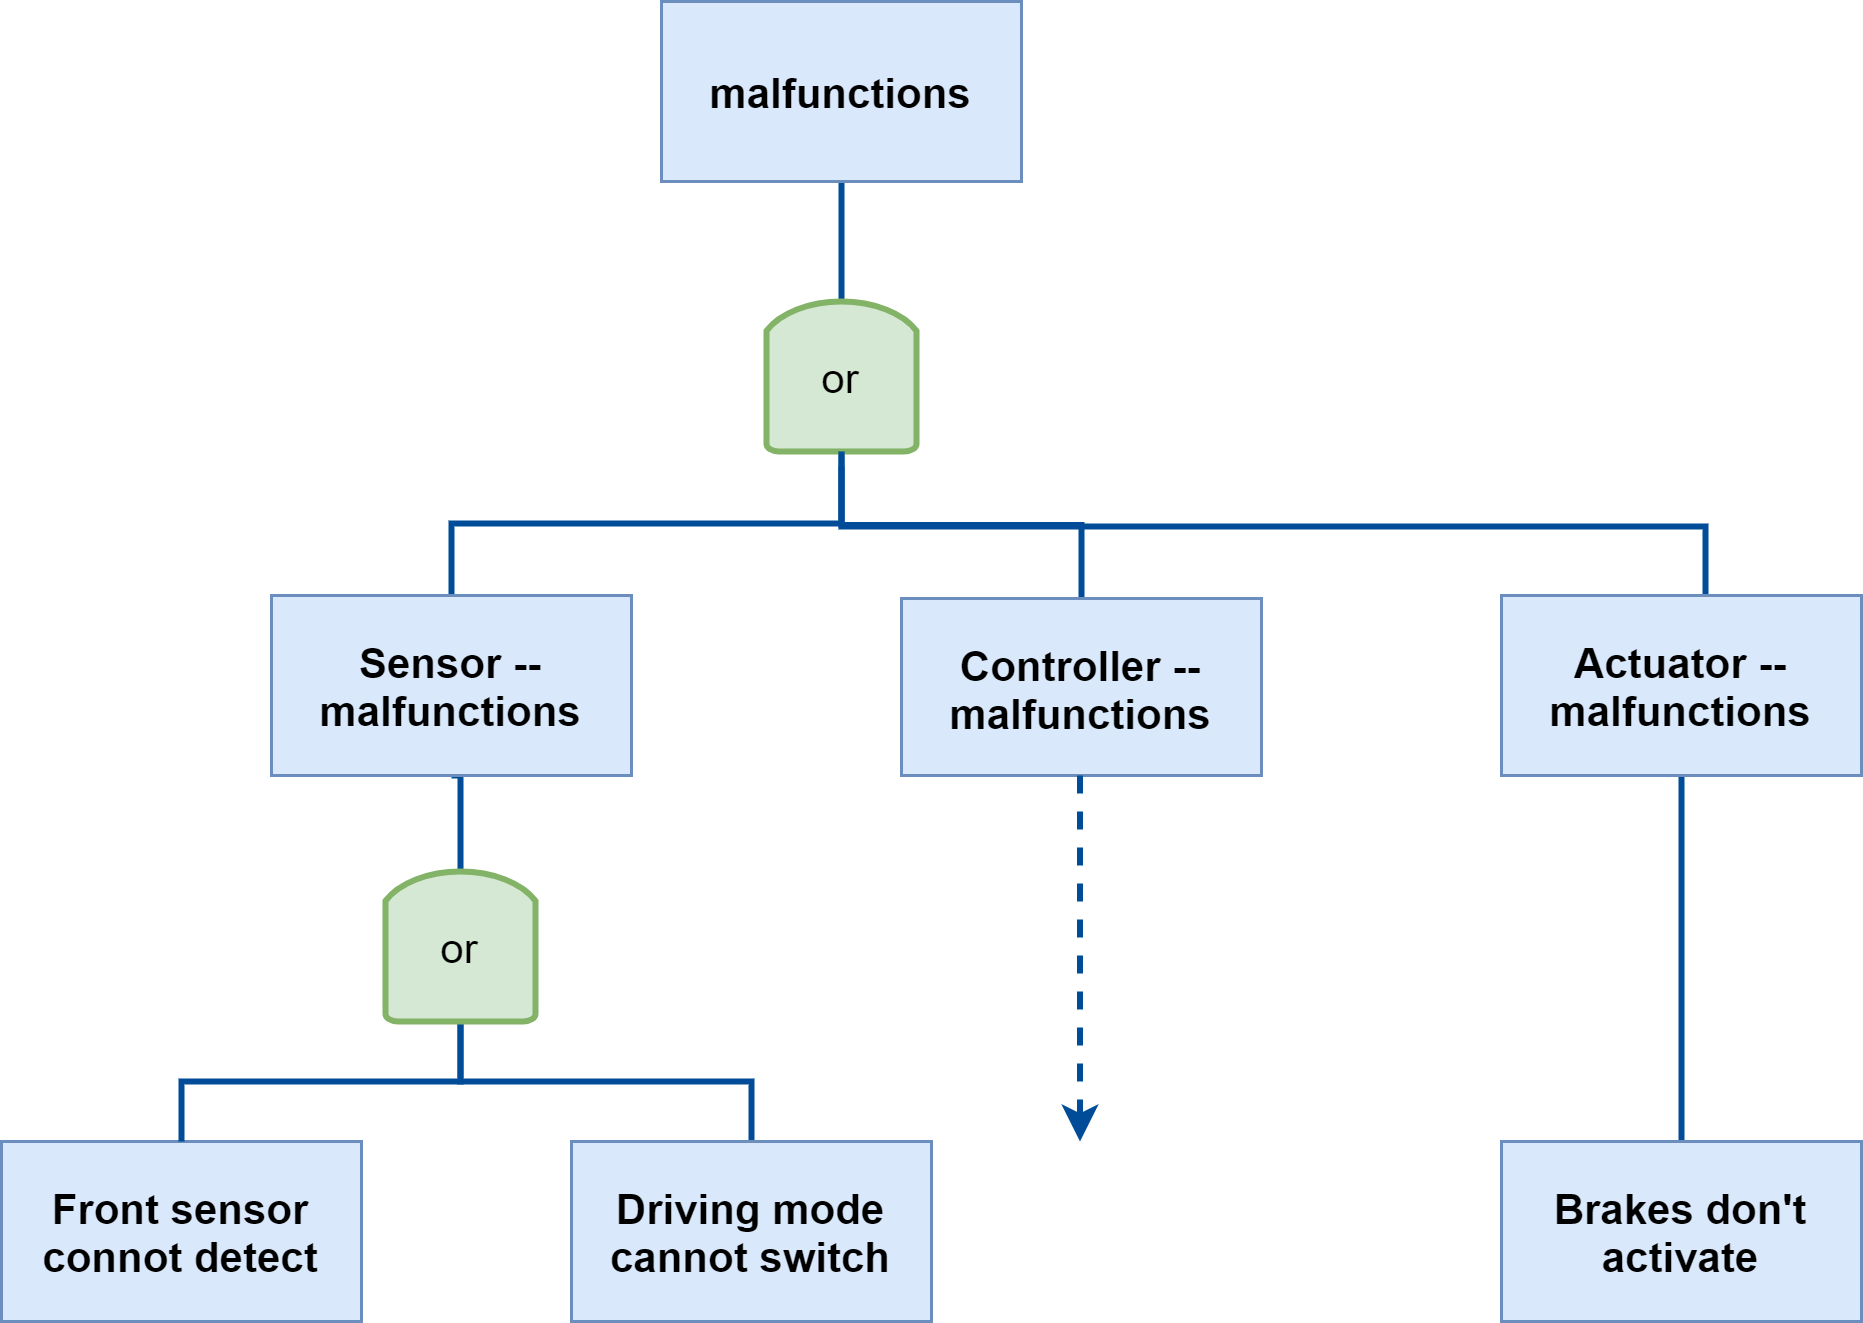 malfunctions
or
Sensor --
malfunctions
Controller --
malfunctions
Actuator --
malfunctions
or
Front sensor
connot detect
Driving mode
cannot switch
Brakes don't
activate